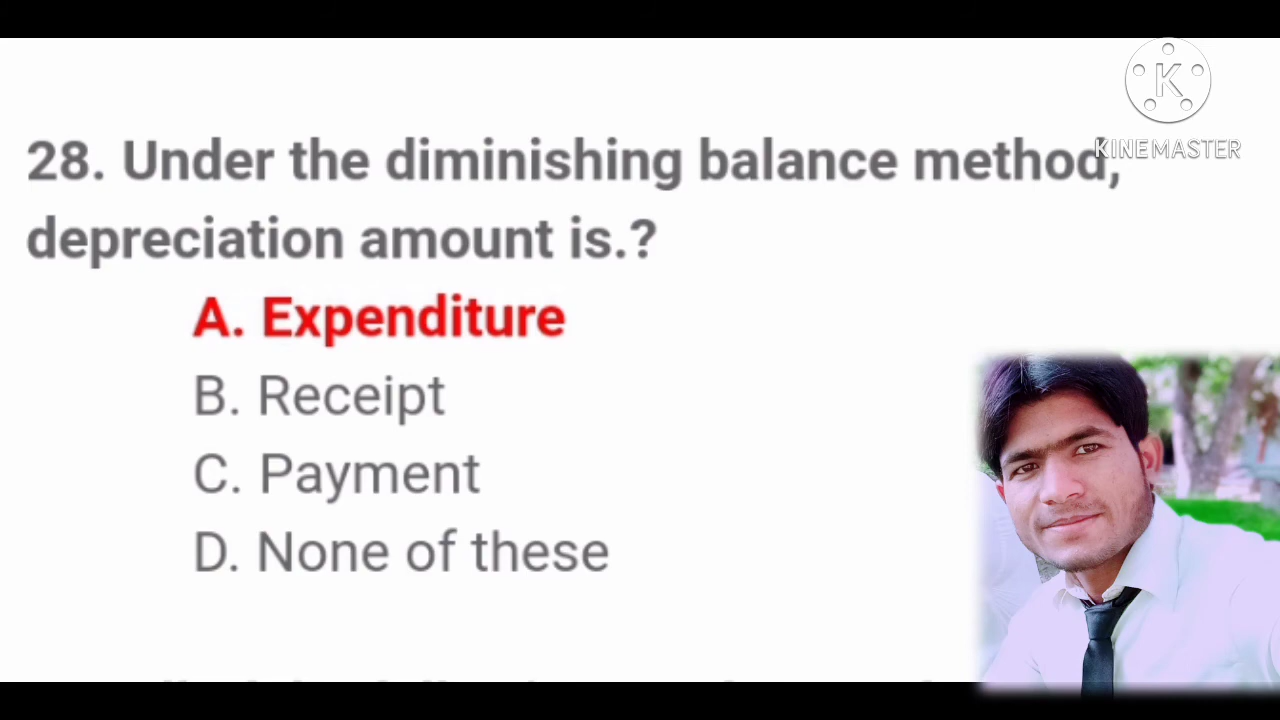 K
KINEMASTER
28. Under the diminishing balance method,
depreciation amount is.?
A. Expenditure
B. Receipt
C. Payment
D. None of these